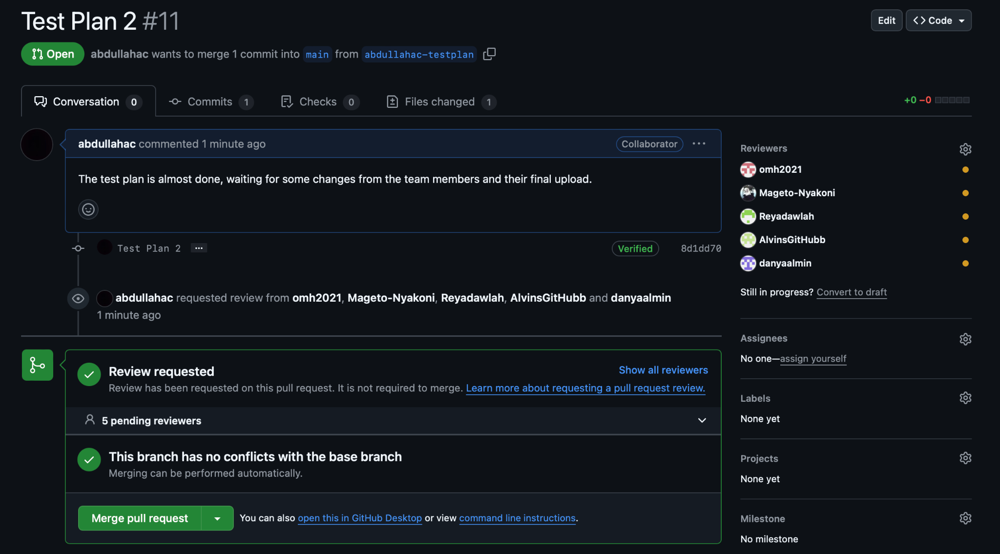 Test Plan 2 #11
Edit
Code
Open
abdullahac wants to merge 1 commit into main from abdullahac-testplan
Conversation 0
Commits 1
Checks 0
Files changed 1
+0 −0
abdullahac commented 1 minute ago
Collaborator
The test plan is almost done, waiting for some changes from the team members and their final upload.
Test Plan 2 ...
Verified
8d1dd70
abdullahac requested review from omh2021, Mageto-Nyakoni, Reyadawlah, AlvinsGitHubb and danyaalmin
1 minute ago
Review requested
Show all reviewers
Review has been requested on this pull request. It is not required to merge. Learn more about requesting a pull request review.
5 pending reviewers
This branch has no conflicts with the base branch
Merging can be performed automatically.
Merge pull request
You can also open this in GitHub Desktop or view command line instructions.
Reviewers
omh2021
Mageto-Nyakoni
Reyadawlah
AlvinsGitHubb
danyaalmin
Still in progress? Convert to draft
Assignees
No one—assign yourself
Labels
None yet
Projects
None yet
Milestone
No milestone